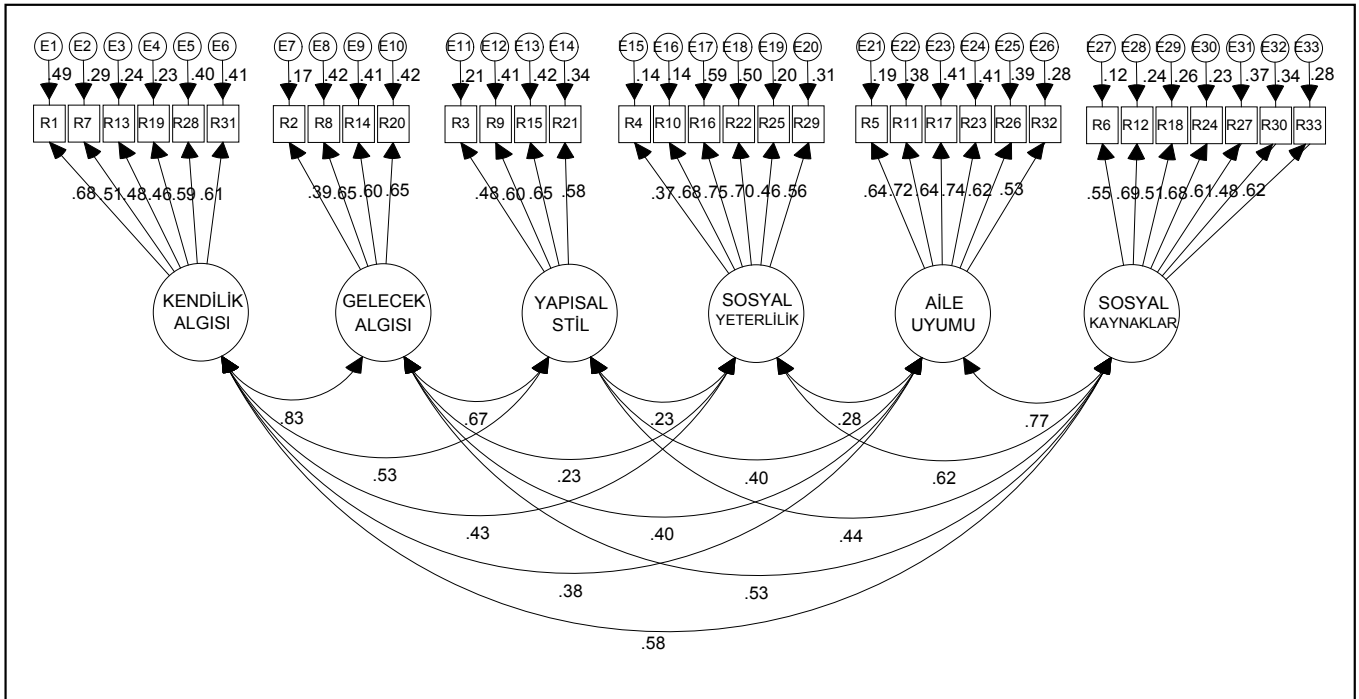 E1 E2 E3 E4 E5 E6 E7 E8 E9 E10 E11 E12 E13 E14 E15 E16 E17 E18 E19 E20 E21 E22 E23 E24 E25 E26 E27 E28 E29 E30 E31 E32 E33
.49 .29 .24 .23 .40 .41 .17 .42 .41 .42 .21 .41 .42 .34 .14 .14 .59 .50 .20 .31 .19 .38 .41 .41 .39 .28 .12 .24 .26 .23 .37 .34 .28
R1 R7 R13 R19 R28 R31 R2 R8 R14 R20 R3 R9 R15 R21 R4 R10 R16 R22 R25 R29 R5 R11 R17 R23 R26 R32 R6 R12 R18 R24 R27 R30 R33
.68 .51 .48 .46 .59 .61 .39 .65 .60 .65 .48 .60 .65 .58 .37 .68 .75 .70 .46 .56 .64 .72 .64 .74 .62 .53 .55 .69 .51 .68 .61 .48 .62
KENDİLİK
ALGISI
GELECEK
ALGISI
YAPISAL
STİL
SOSYAL
YETERLİLİK
AİLE
UYUMU
SOSYAL
KAYNAKLAR
.83 .67 .23 .28 .77
.53 .23 .40 .62
.43 .40 .44
.38 .53
.58